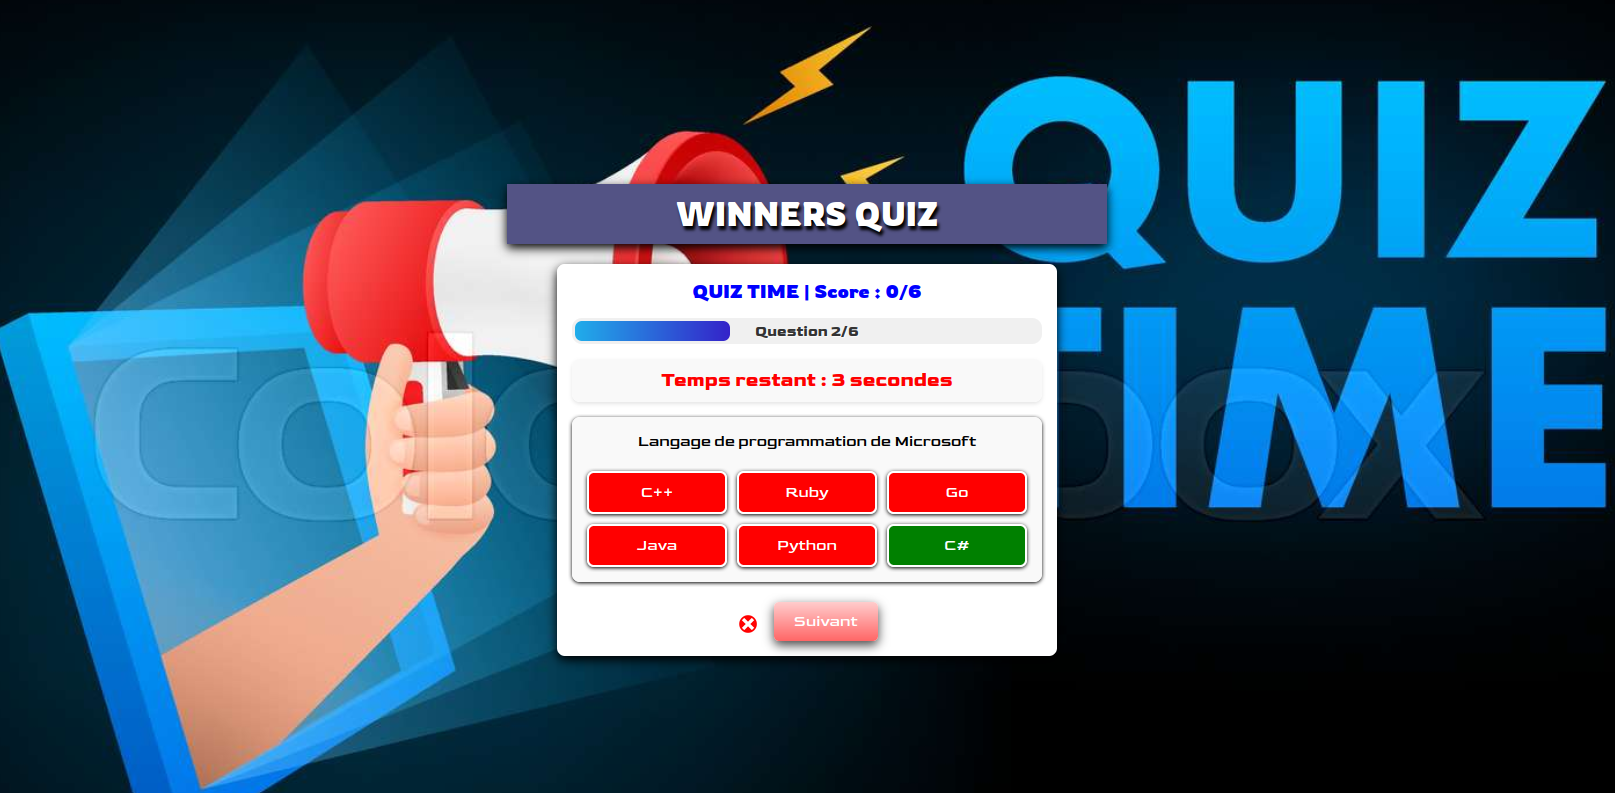 QUIZ
TIME
WINNERS QUIZ
QUIZ TIME | Score : 0/6
Question 2/6
Temps restant : 3 secondes
Langage de programmation de Microsoft
C++
Ruby
Go
Java
Python
C#
Suivant